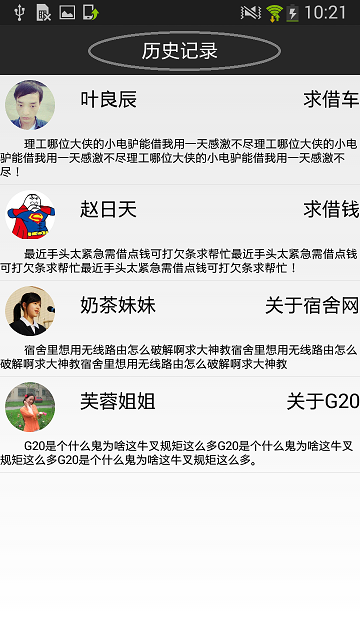 10:21
历史记录
叶良辰 求借车
理工哪位大侠的小电驴能借我用一天感激不尽理工哪位大侠的小电
驴能借我用一天感激不尽理工哪位大侠的小电驴能借我用一天感激不
尽！
赵日天 求借钱
最近手头太紧急需借点钱可打欠条求帮忙最近手头太紧急需借点钱
可打欠条求帮忙最近手头太紧急需借点钱可打欠条求帮忙！
奶茶妹妹 关于宿舍网
宿舍里想用无线路由怎么破解啊求大神教宿舍里想用无线路由怎么
破解啊求大神教宿舍里想用无线路由怎么破解啊求大神教
芙蓉姐姐 关于G20
G20是个什么鬼为啥这牛叉规矩这么多G20是个什么鬼为啥这牛叉
规矩这么多G20是个什么鬼为啥这牛叉规矩这么多。